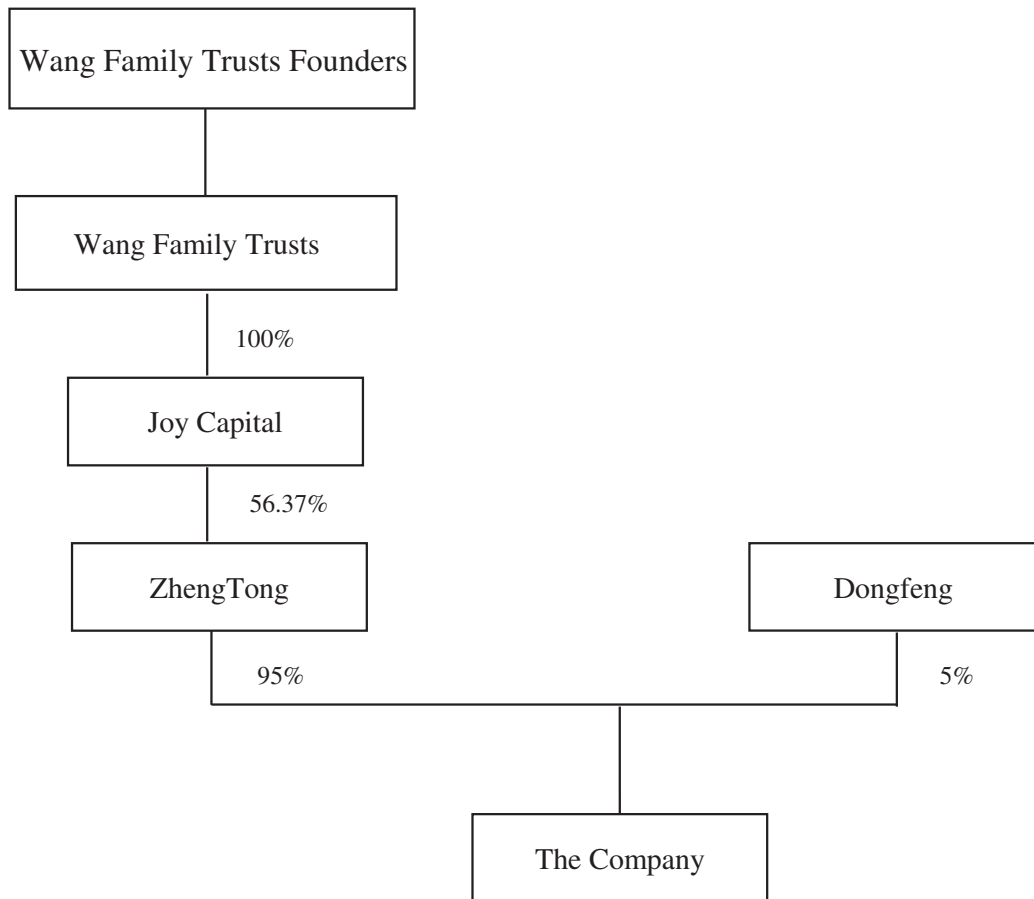 Wang Family Trusts Founders
Wang Family Trusts
100%
Joy Capital
56.37%
ZhengTong
Dongfeng
95%
5%
The Company